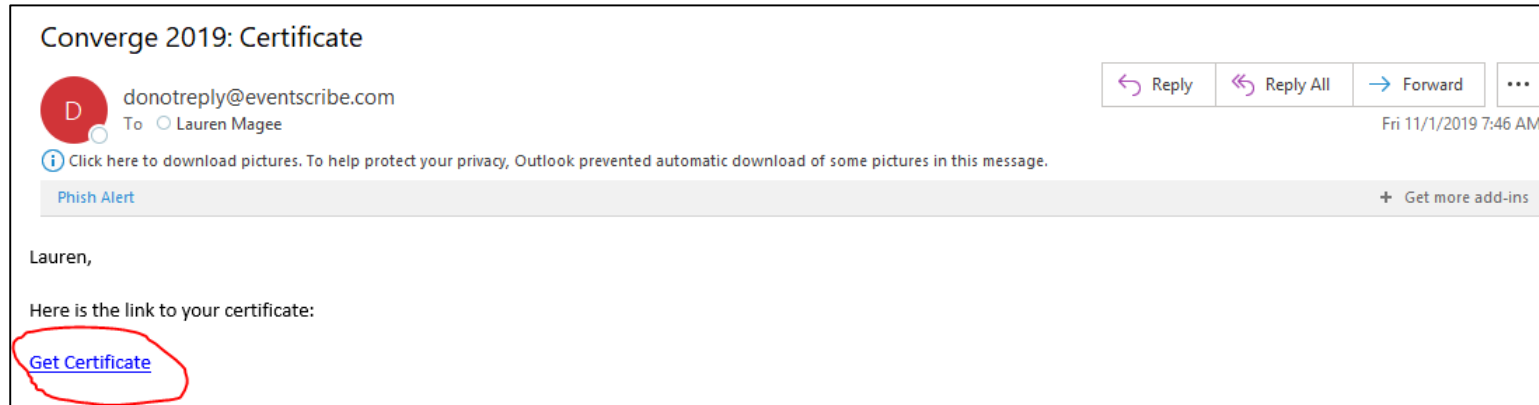 Converge 2019: Certificate
D
donotreply@eventscribe.com
To Lauren Magee
Reply
Reply All
Forward
...
Fri 11/1/2019 7:46 AM
Click here to download pictures. To help protect your privacy, Outlook prevented automatic download of some pictures in this message.
Phish Alert
+ Get more add-ins
Lauren,
Here is the link to your certificate:
Get Certificate